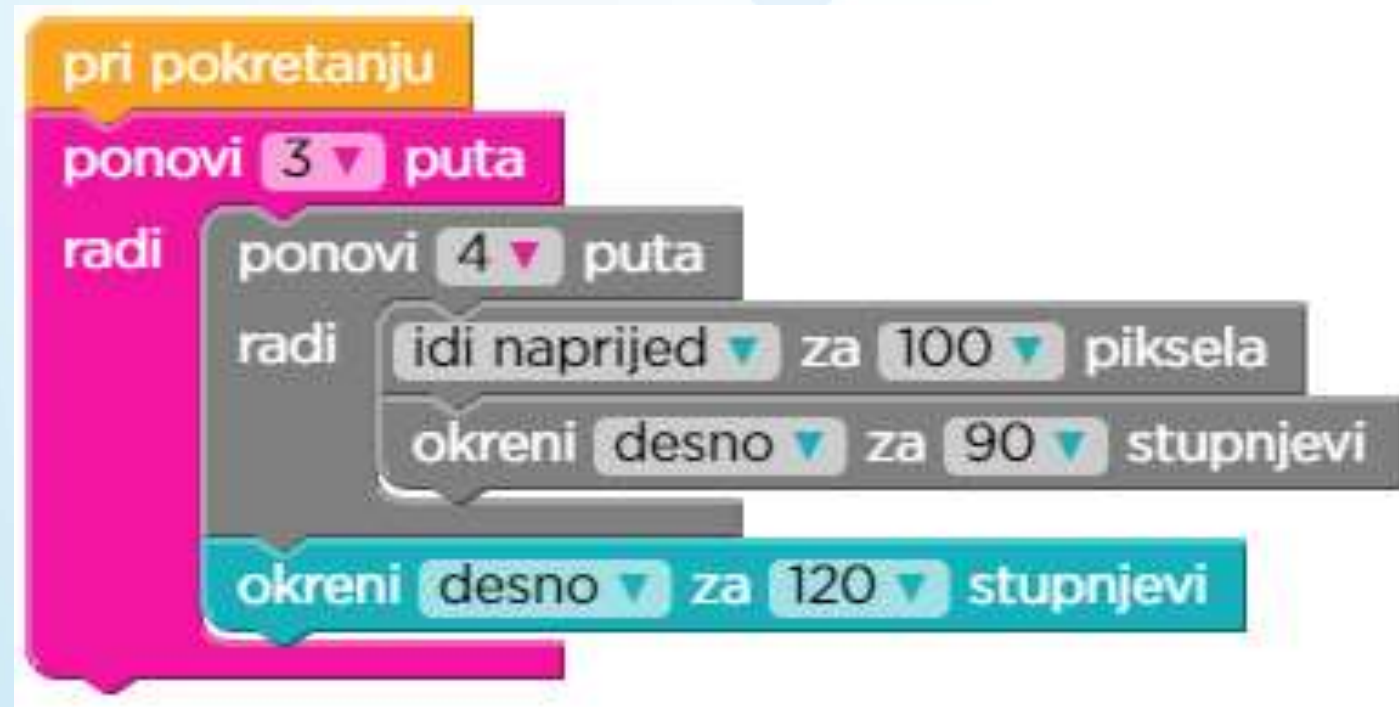 pri pokretanju
ponovi 3 puta
radi
ponovi 4 puta
radi
idi naprijed za 100 piksela
okreni desno za 90 stupnjevi
okreni desno za 120 stupnjevi